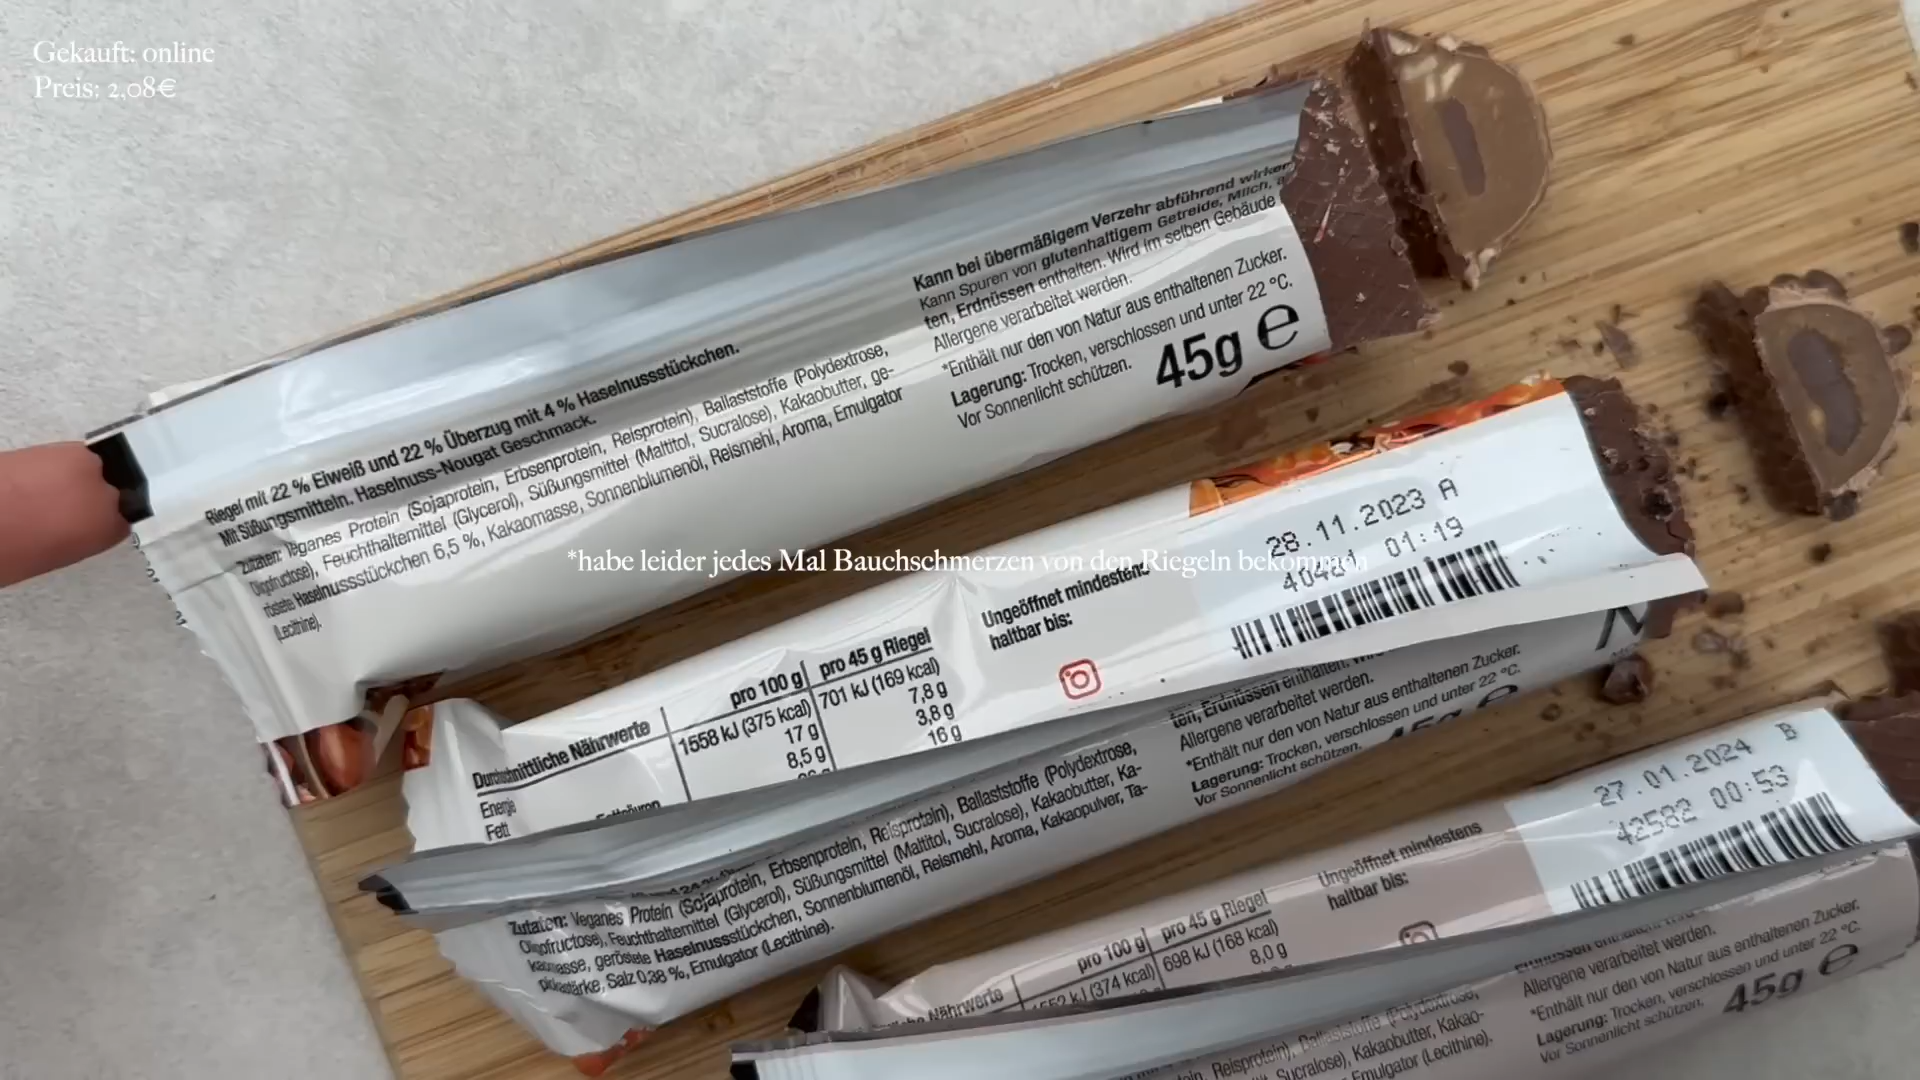 Gekauft: online
Preis: 2,08€
Riegel mit 22 % Eiweiß und 22 % Überzug mit 4 % Haselnussstückchen.
Mit Süßungsmitteln. Haselnuss-Nougat Geschmack.
Zutaten: Veganes Protein (Sojaprotein, Erbsenprotein, Reisprotein), Ballaststoffe (Polydextrose,
Oligofructose), Feuchthaltemittel (Glycerol), Süßungsmittel (Maltitol, Sucralose), Kakaobutter, ge-
röstete Haselnussstückchen 6,5 %, Kakaomasse, Sonnenblumenöl, Reismehl, Aroma, Emulgator
(Lecithine).
Kann bei übermäßigem Verzehr abführend wirken
Kann Spuren von glutenhaltigem Getreide, Milch,
ten, Erdnüssen enthalten. Wird im selben Gebäude
Allergene verarbeitet werden.
*Enthält nur den von Natur aus enthaltenen Zucker.
Lagerung: Trocken, verschlossen und unter 22 °C.
Vor Sonnenlicht schützen.
45g e
*habe leider jedes Mal Bauchschmerzen von den Riegeln bekommen
Durchschnittliche Nährwerte pro 100 g pro 45 g Riegel
Energie 1558 kJ (375 kcal) 701 kJ (169 kcal)
Fett 17 g 7,8 g
8,5 g 3,8 g
16 g
Ungeöffnet mindestens
haltbar bis:
28.11.2023 A
01:19
Zutaten: Veganes Protein (Sojaprotein, Erbsenprotein, Reisprotein), Ballaststoffe (Polydextrose,
Oligofructose), Feuchthaltemittel (Glycerol), Süßungsmittel (Maltitol, Sucralose), Kakaobutter, Ka-
kaomasse, geröstete Haselnussstückchen, Sonnenblumenöl, Reismehl, Aroma, Kakaopulver, Ta-
piokastärke, Salz 0,38 %, Emulgator (Lecithine).
ten, Erdnüssen enthalten.
Allergene verarbeitet werden.
*Enthält nur den von Natur aus enthaltenen Zucker.
Lagerung: Trocken, verschlossen und unter 22 °C.
Vor Sonnenlicht schützen.
45g e
Nährwerte pro 100 g pro 45 g Riegel
(374 kcal) 698 kJ (168 kcal)
8,0 g
Ungeöffnet mindestens
haltbar bis:
27.01.2024 B
42582 00:53
Reisprotein), Ballaststoffe (Polydextrose,
Sucralose), Kakaobutter, Kakao-
Emulgator (Lecithine).
Allergene verarbeitet werden.
*Enthält nur den von Natur aus enthaltenen Zucker.
Lagerung: Trocken, verschlossen und unter 22 °C.
Vor Sonnenlicht schützen.
45g e